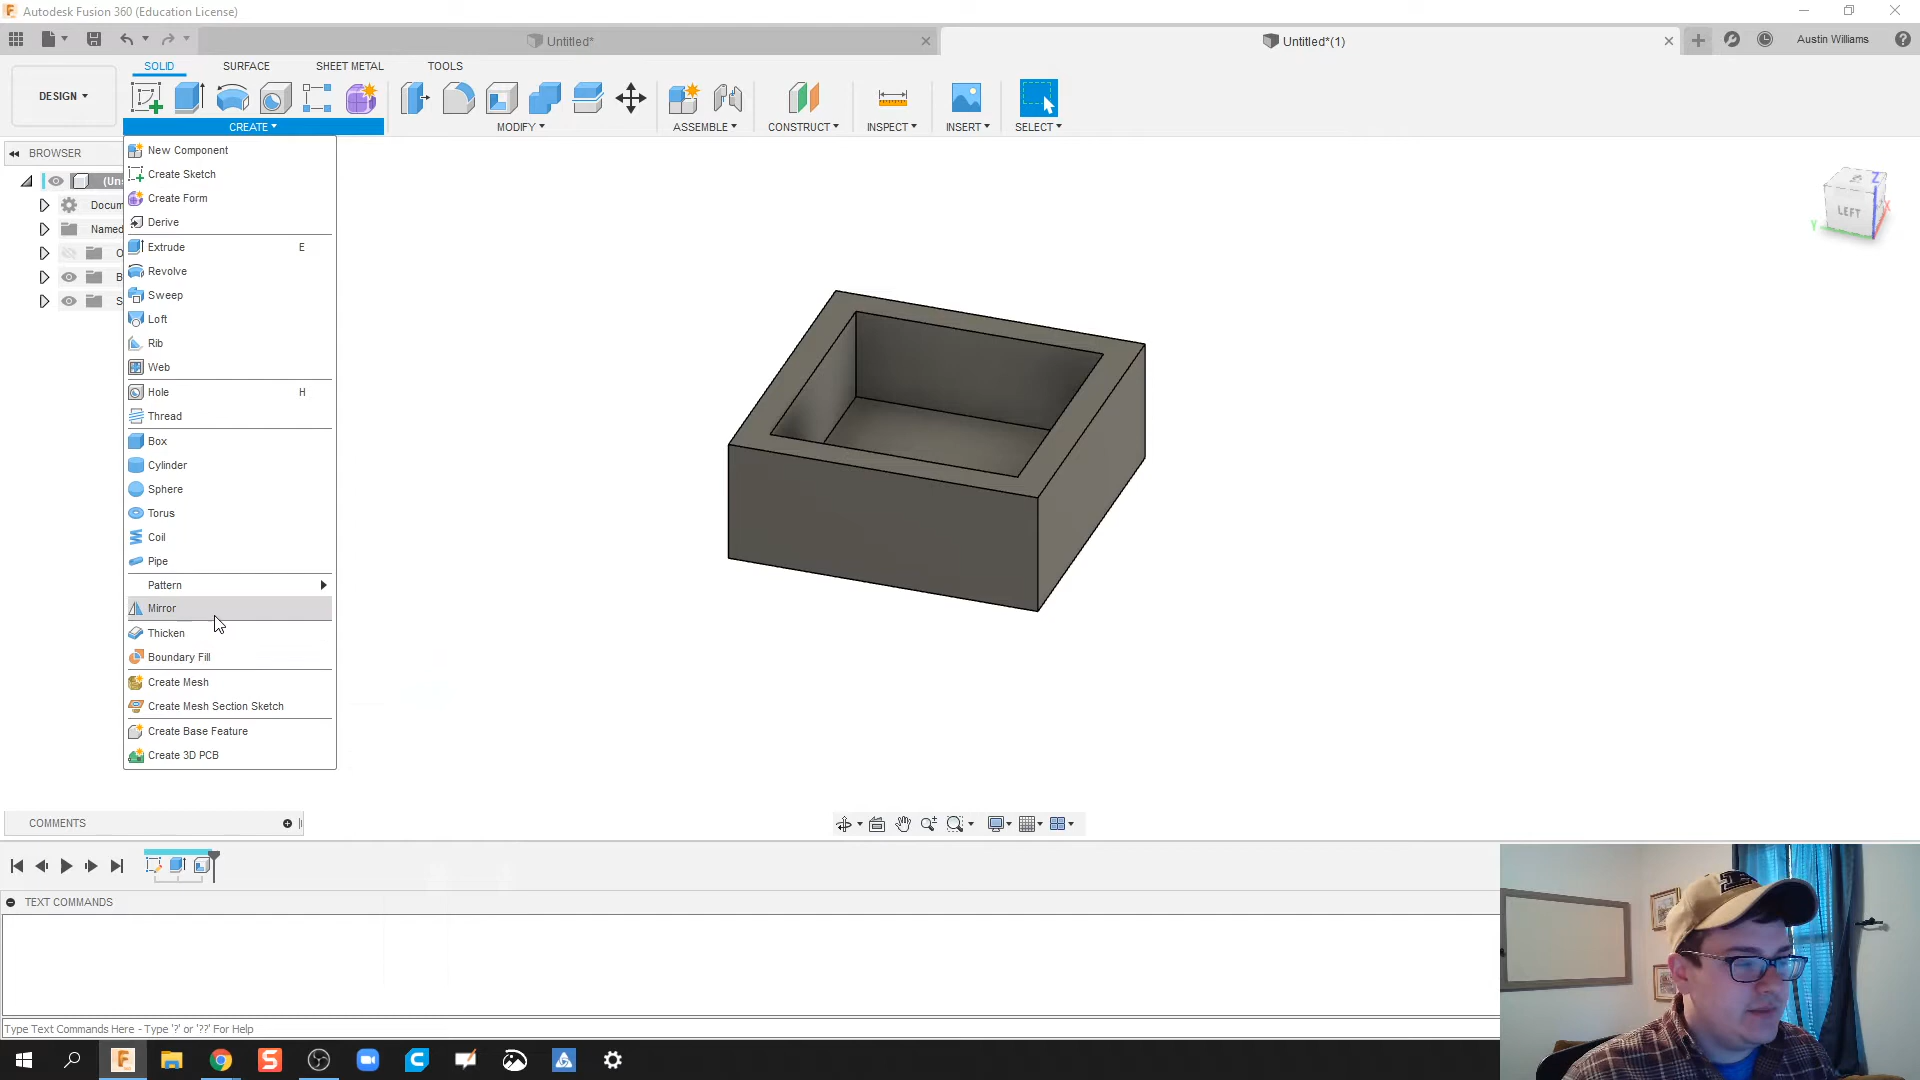 Autodesk Fusion 360 (Education License)
Untitled*
Untitled*(1)
Austin Williams
DESIGN
SOLID
SURFACE
SHEET METAL
TOOLS
CREATE
MODIFY
ASSEMBLE
CONSTRUCT
INSPECT
INSERT
SELECT
BROWSER
(Uns
Docum
Named
O
B
S
New Component
Create Sketch
Create Form
Derive
Extrude E
Revolve
Sweep
Loft
Rib
Web
Hole H
Thread
Box
Cylinder
Sphere
Torus
Coil
Pipe
Pattern
Mirror
Thicken
Boundary Fill
Create Mesh
Create Mesh Section Sketch
Create Base Feature
Create 3D PCB
Z
LEFT
X
Y
COMMENTS
TEXT COMMANDS
Type Text Commands Here - Type '?' or '??' For Help